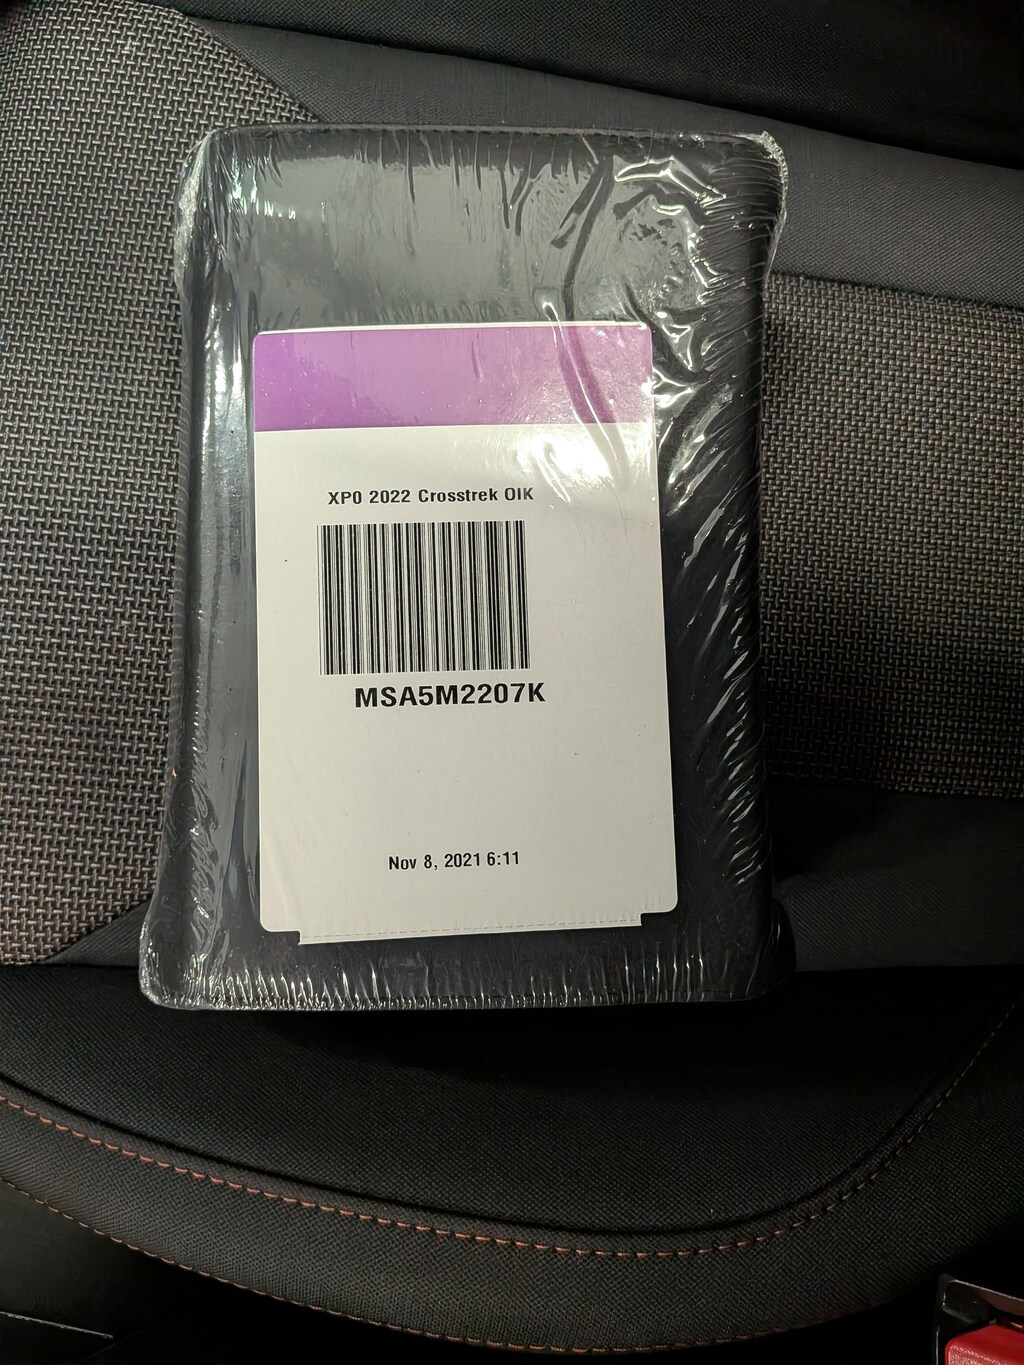 XP0 2022 Crosstrek OIK
MSA5M2207K
Nov 8, 2021 6:11